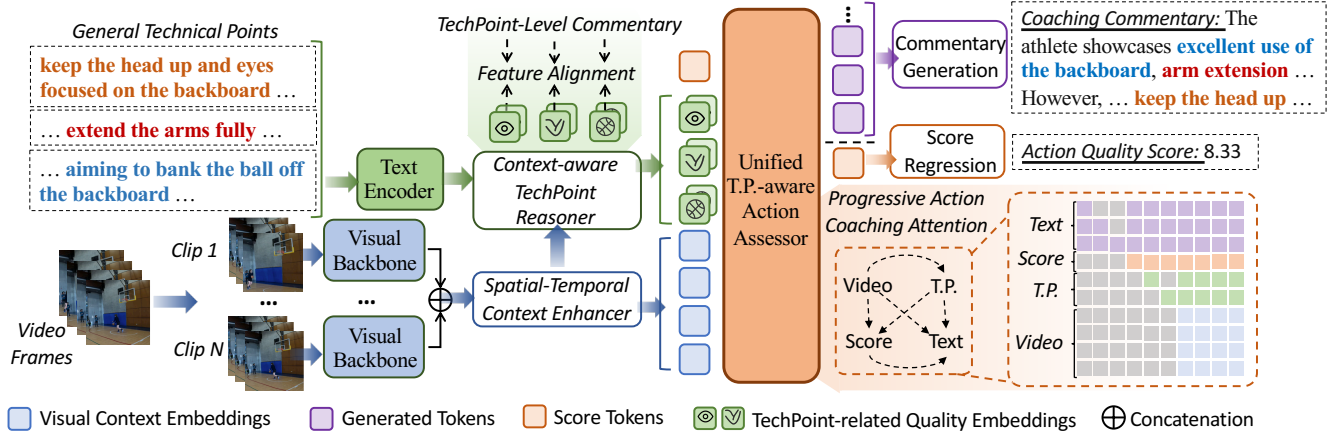 General Technical Points
keep the head up and eyes
focused on the backboard …
… extend the arms fully …
… aiming to bank the ball off
the backboard …
TechPoint-Level Commentary
Feature Alignment
Text
Encoder
Context-aware
TechPoint
Reasoner
Clip 1
Visual
Backbone
...
...
Video
Frames
Clip N
Visual
Backbone
Spatial-Temporal
Context Enhancer
Unified
T.P.-aware
Action
Assessor
Commentary
Generation
Coaching Commentary: The
athlete showcases excellent use of
the backboard, arm extension …
However, … keep the head up …
Score
Regression
Action Quality Score: 8.33
Progressive Action
Coaching Attention
Video
T.P.
Score
Text
Text
Score
T.P.
Video
Visual Context Embeddings
Generated Tokens
Score Tokens
TechPoint-related Quality Embeddings
Concatenation